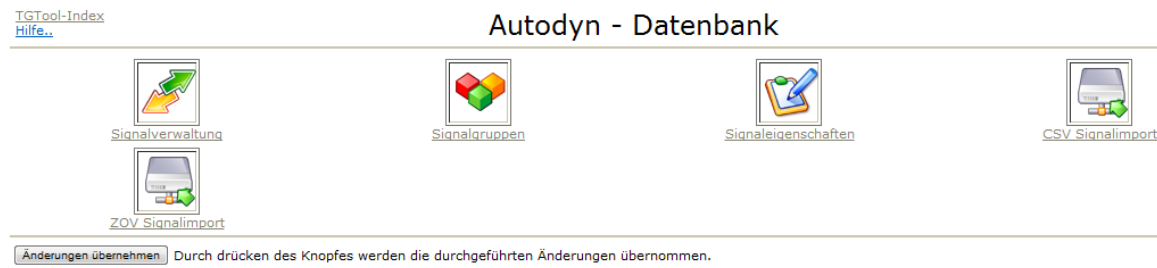 TGTool-Index
Hilfe..
Autodyn - Datenbank
Signalverwaltung
Signalgruppen
Signaleigenschaften
CSV Signalimport
ZOV Signalimport
Änderungen übernehmen Durch drücken des Knopfes werden die durchgeführten Änderungen übernommen.